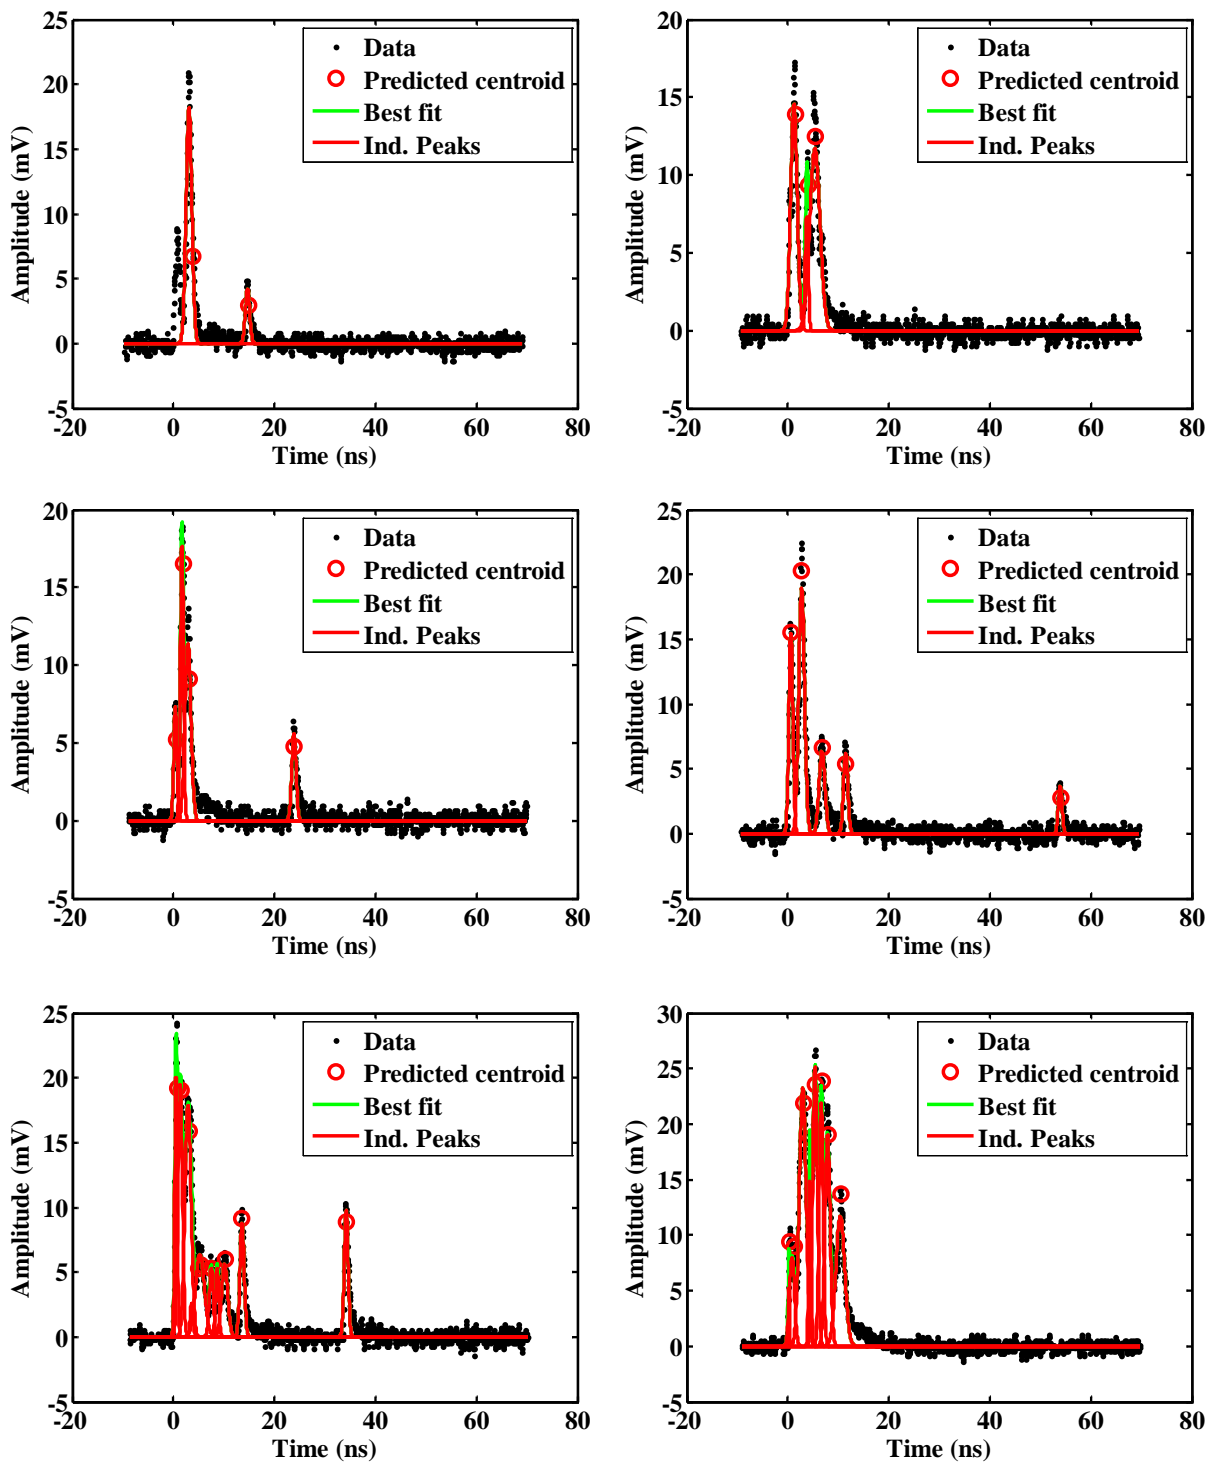 25
20
15
10
5
0
-5
-20 0 20 40 60 80
Amplitude (mV)
Time (ns)
Data
Predicted centroid
Best fit
Ind. Peaks
20
15
10
5
0
-5
-20 0 20 40 60 80
Amplitude (mV)
Time (ns)
Data
Predicted centroid
Best fit
Ind. Peaks
20
15
10
5
0
-5
-20 0 20 40 60 80
Amplitude (mV)
Time (ns)
Data
Predicted centroid
Best fit
Ind. Peaks
25
20
15
10
5
0
-5
-20 0 20 40 60 80
Amplitude (mV)
Time (ns)
Data
Predicted centroid
Best fit
Ind. Peaks
25
20
15
10
5
0
-5
-20 0 20 40 60 80
Amplitude (mV)
Time (ns)
Data
Predicted centroid
Best fit
Ind. Peaks
30
25
20
15
10
5
0
-5
-20 0 20 40 60 80
Amplitude (mV)
Time (ns)
Data
Predicted centroid
Best fit
Ind. Peaks